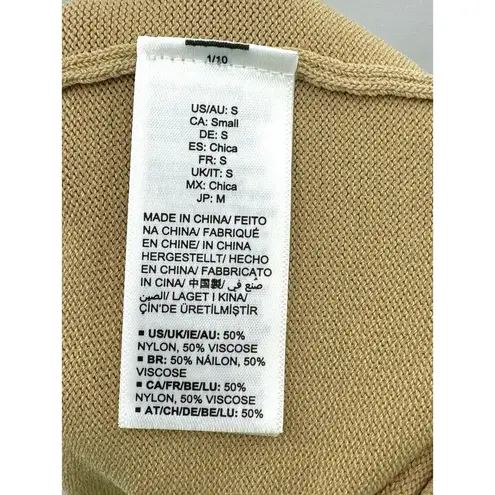 1/10
US/AU: S
CA: Small
DE: S
ES: Chica
FR: S
UK/IT: S
MX: Chica
JP: M
MADE IN CHINA/ FEITO
NA CHINA/ FABRIQUÉ
EN CHINE/ IN CHINA
HERGESTELLT/ HECHO
EN CHINA/ FABBRICATO
IN CINA/ 中国製/ صنع في
الصين/ LAGET I KINA/
ÇİN'DE ÜRETİLMİŞTİR
■ US/UK/IE/AU: 50%
NYLON, 50% VISCOSE
■ BR: 50% NÁILON, 50%
VISCOSE
■ CA/FR/BE/LU: 50%
NYLON, 50% VISCOSE
■ AT/CH/DE/BE/LU: 50%